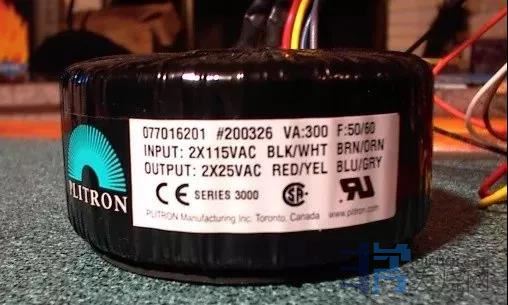 077016201 #200326 VA:300 F:50/60
INPUT: 2X115VAC BLK/WHT BRN/ORN
OUTPUT: 2X25VAC RED/YEL BLU/GRY
CE SERIES 3000
PLITRON
PLITRON Manufacturing Inc. Toronto, Canada www.plitron.com